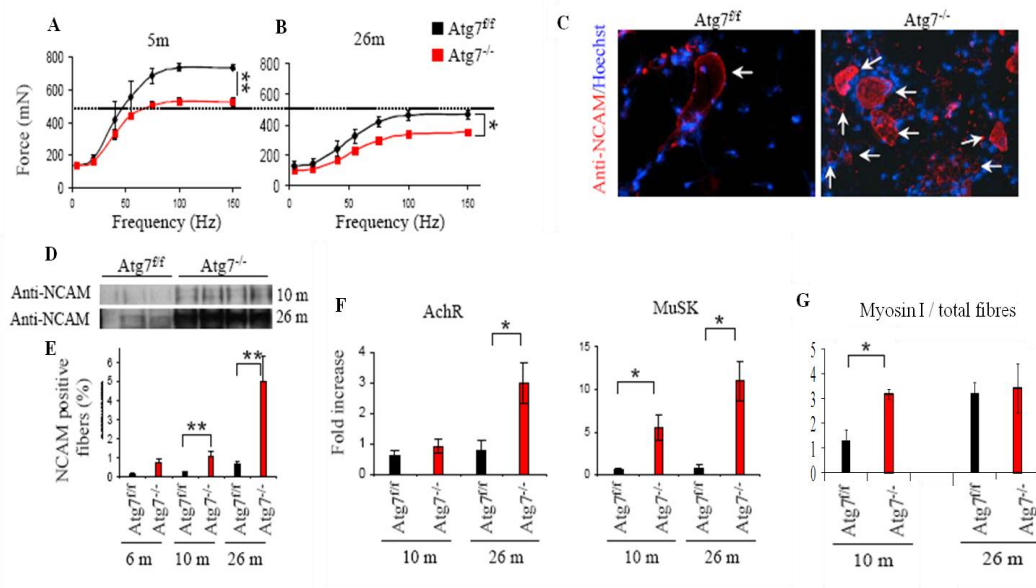 A
5m
26m
Atg7f/f
Atg7-/-
B
Force (mN)
800
600
400
200
0
0 50 100 150
Frequency (Hz)
800
600
500
400
200
0
0 50 100 150
Frequency (Hz)
**
*
C
Atg7f/f
Atg7-/-
Anti-NCAM/Hoechst
D
Atg7f/f
Atg7-/-
Anti-NCAM
10 m
Anti-NCAM
26 m
E
NCAM positive
fibers (%)
6
5
4
3
2
1
0
**
**
Atg7f/f
Atg7-/-
Atg7f/f
Atg7-/-
Atg7f/f
Atg7-/-
6 m
10 m
26 m
F
AchR
Fold increase
4
3
2
1
0
*
Atg7f/f
Atg7-/-
Atg7f/f
Atg7-/-
10 m
26 m
MuSK
15
10
5
0
*
*
Atg7f/f
Atg7-/-
Atg7f/f
Atg7-/-
10 m
26 m
G
Myosin I / total fibres
5
4
3
2
1
0
*
Atg7f/f
Atg7-/-
Atg7f/f
Atg7-/-
10 m
26 m